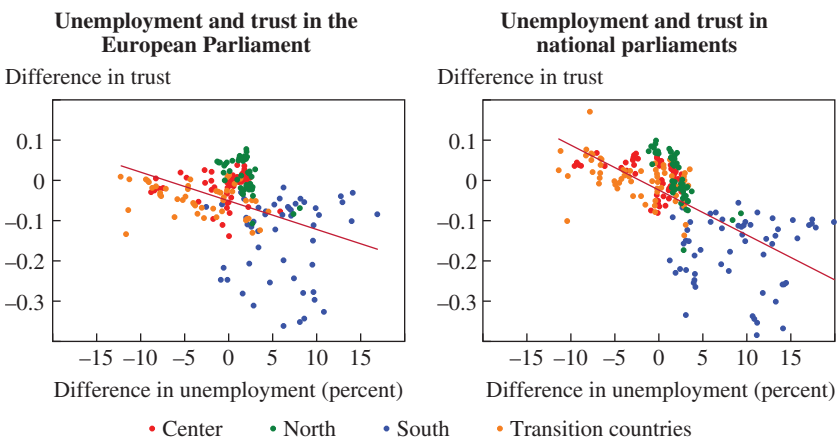 Unemployment and trust in the
European Parliament
Difference in trust
0.1
0
−0.1
−0.2
−0.3
−15 −10 −5 0 5 10 15
Difference in unemployment (percent)
Unemployment and trust in
national parliaments
Difference in trust
0.1
0
−0.1
−0.2
−0.3
−15 −10 −5 0 5 10 15
Difference in unemployment (percent)
Center North South Transition countries